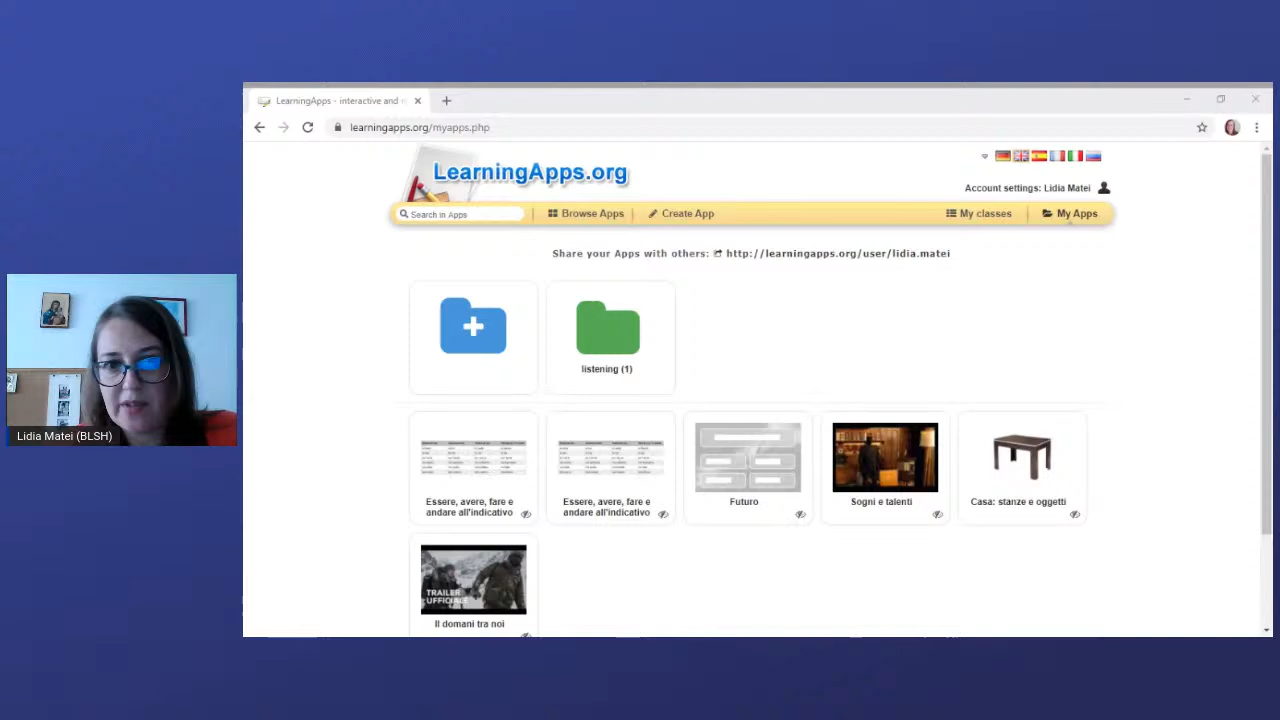 LearningApps - interactive and
learningapps.org/myapps.php
LearningApps.org
Account settings: Lidia Matei
Search in Apps
Browse Apps
Create App
My classes
My Apps
Share your Apps with others: http://learningapps.org/user/lidia.matei
listening (1)
Lidia Matei (BLSH)
Essere, avere, fare e
andare all'indicativo
Essere, avere, fare e
andare all'indicativo
Futuro
Sogni e talenti
Casa: stanze e oggetti
TRAILER
UFFICIALE
Il domani tra noi